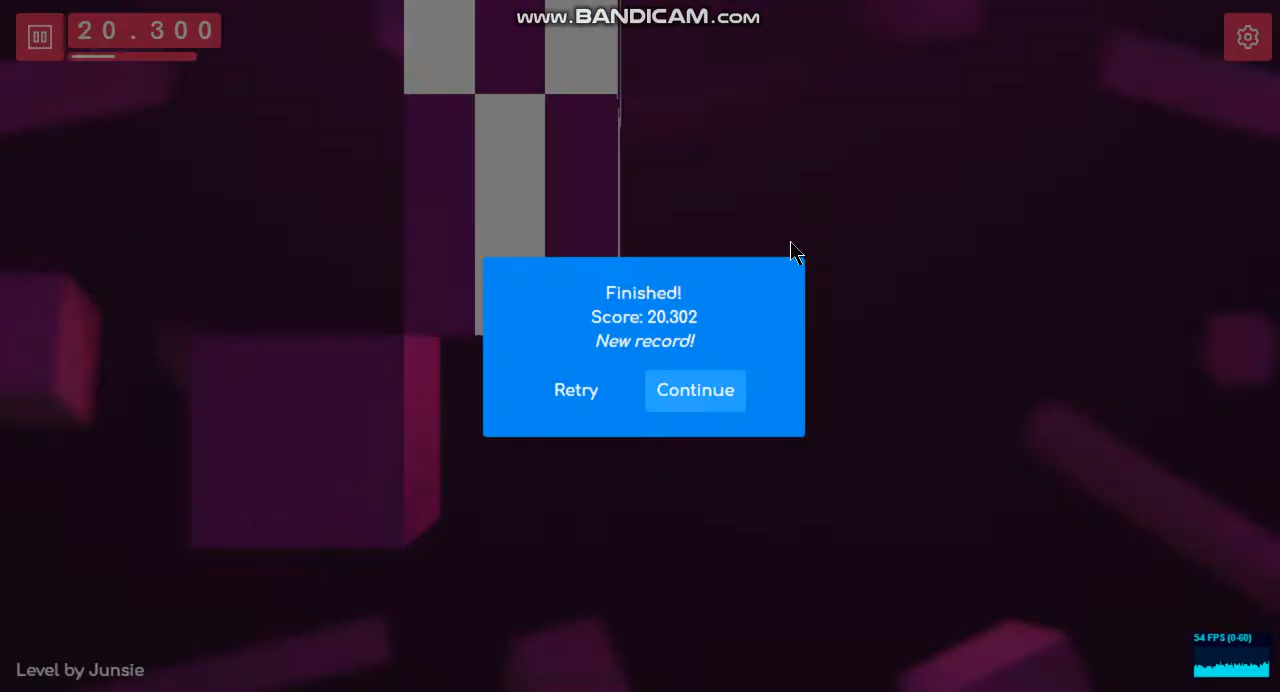 www.BANDICAM.com
20.300
Finished!
Score: 20.302
New record!
Retry
Continue
54 FPS (0-60)
Level by Junsie